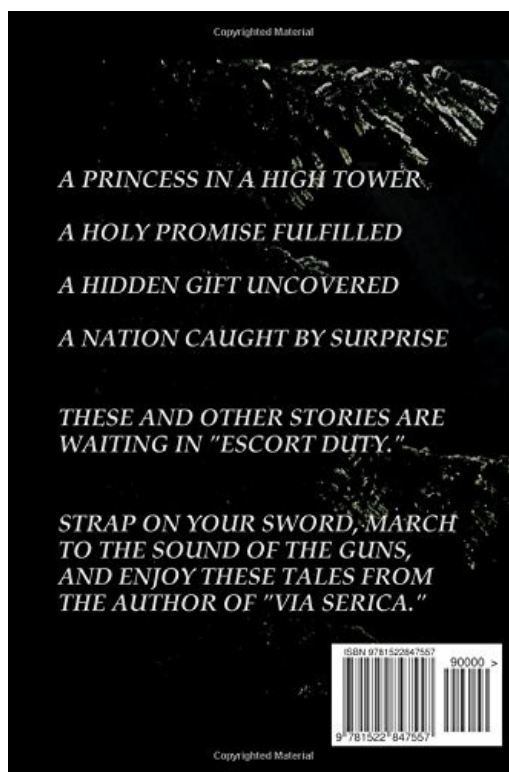 Copyrighted Material
A PRINCESS IN A HIGH TOWER
A HOLY PROMISE FULFILLED
A HIDDEN GIFT UNCOVERED
A NATION CAUGHT BY SURPRISE
THESE AND OTHER STORIES ARE
WAITING IN "ESCORT DUTY."
STRAP ON YOUR SWORD, MARCH
TO THE SOUND OF THE GUNS,
AND ENJOY THESE TALES FROM
THE AUTHOR OF "VIA SERICA."
ISBN 9781522847557
90000 >
9 781522 847557
Copyrighted Material